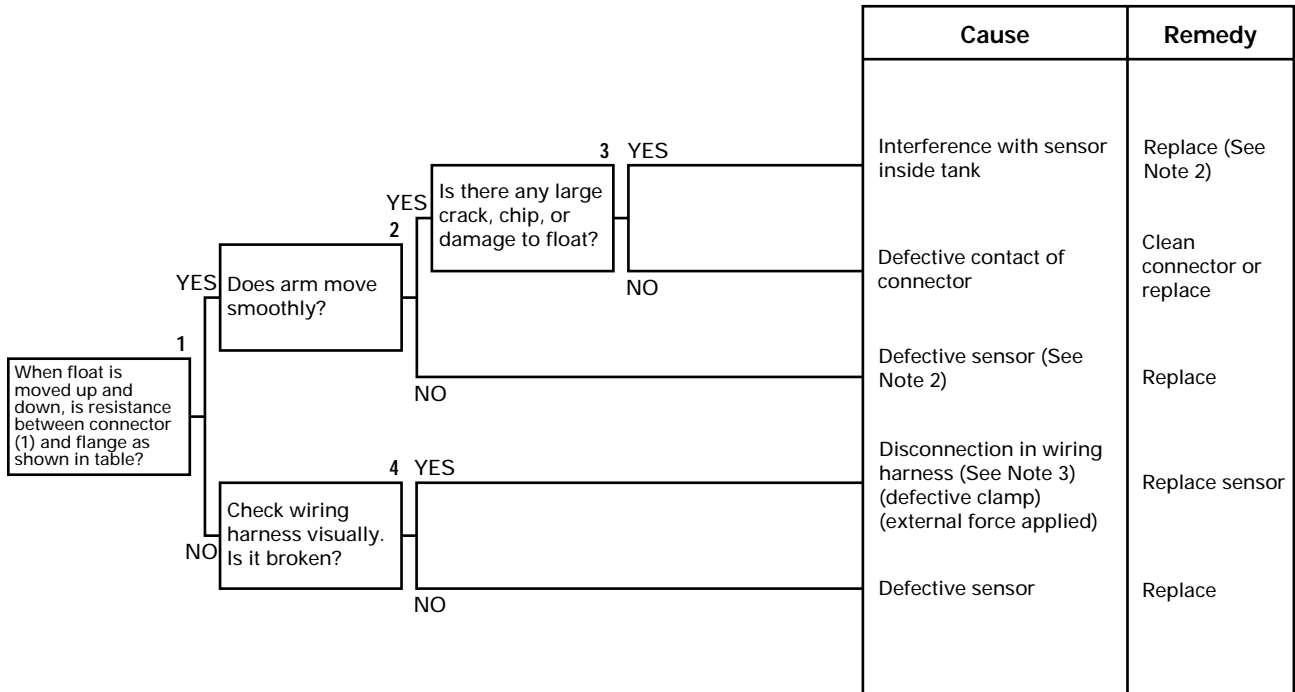 Cause
Remedy
1
When float is
moved up and
down, is resistance
between connector
(1) and flange as
shown in table?
YES
2
Does arm move
smoothly?
YES
3
Is there any large
crack, chip, or
damage to float?
YES
Interference with sensor
inside tank
Replace (See
Note 2)
NO
Defective contact of
connector
Clean
connector or
replace
NO
Defective sensor (See
Note 2)
Replace
NO
4
Check wiring
harness visually.
Is it broken?
YES
Disconnection in wiring
harness (See Note 3)
(defective clamp)
(external force applied)
Replace sensor
NO
Defective sensor
Replace